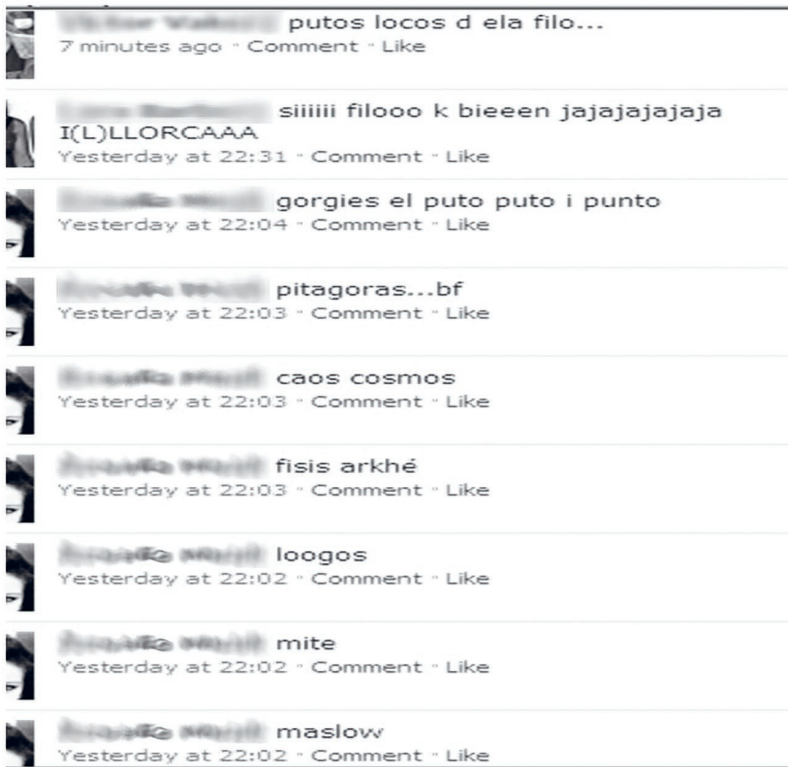 putos locos d ela filo...
7 minutes ago · Comment · Like
siiiiii filooo k bieeen jajajajajaja
I(L)LLORCAAA
Yesterday at 22:31 · Comment · Like
gorgies el puto puto i punto
Yesterday at 22:04 · Comment · Like
pitagoras...bf
Yesterday at 22:03 · Comment · Like
caos cosmos
Yesterday at 22:03 · Comment · Like
fisis arkhé
Yesterday at 22:03 · Comment · Like
loogos
Yesterday at 22:02 · Comment · Like
mite
Yesterday at 22:02 · Comment · Like
maslow
Yesterday at 22:02 · Comment · Like